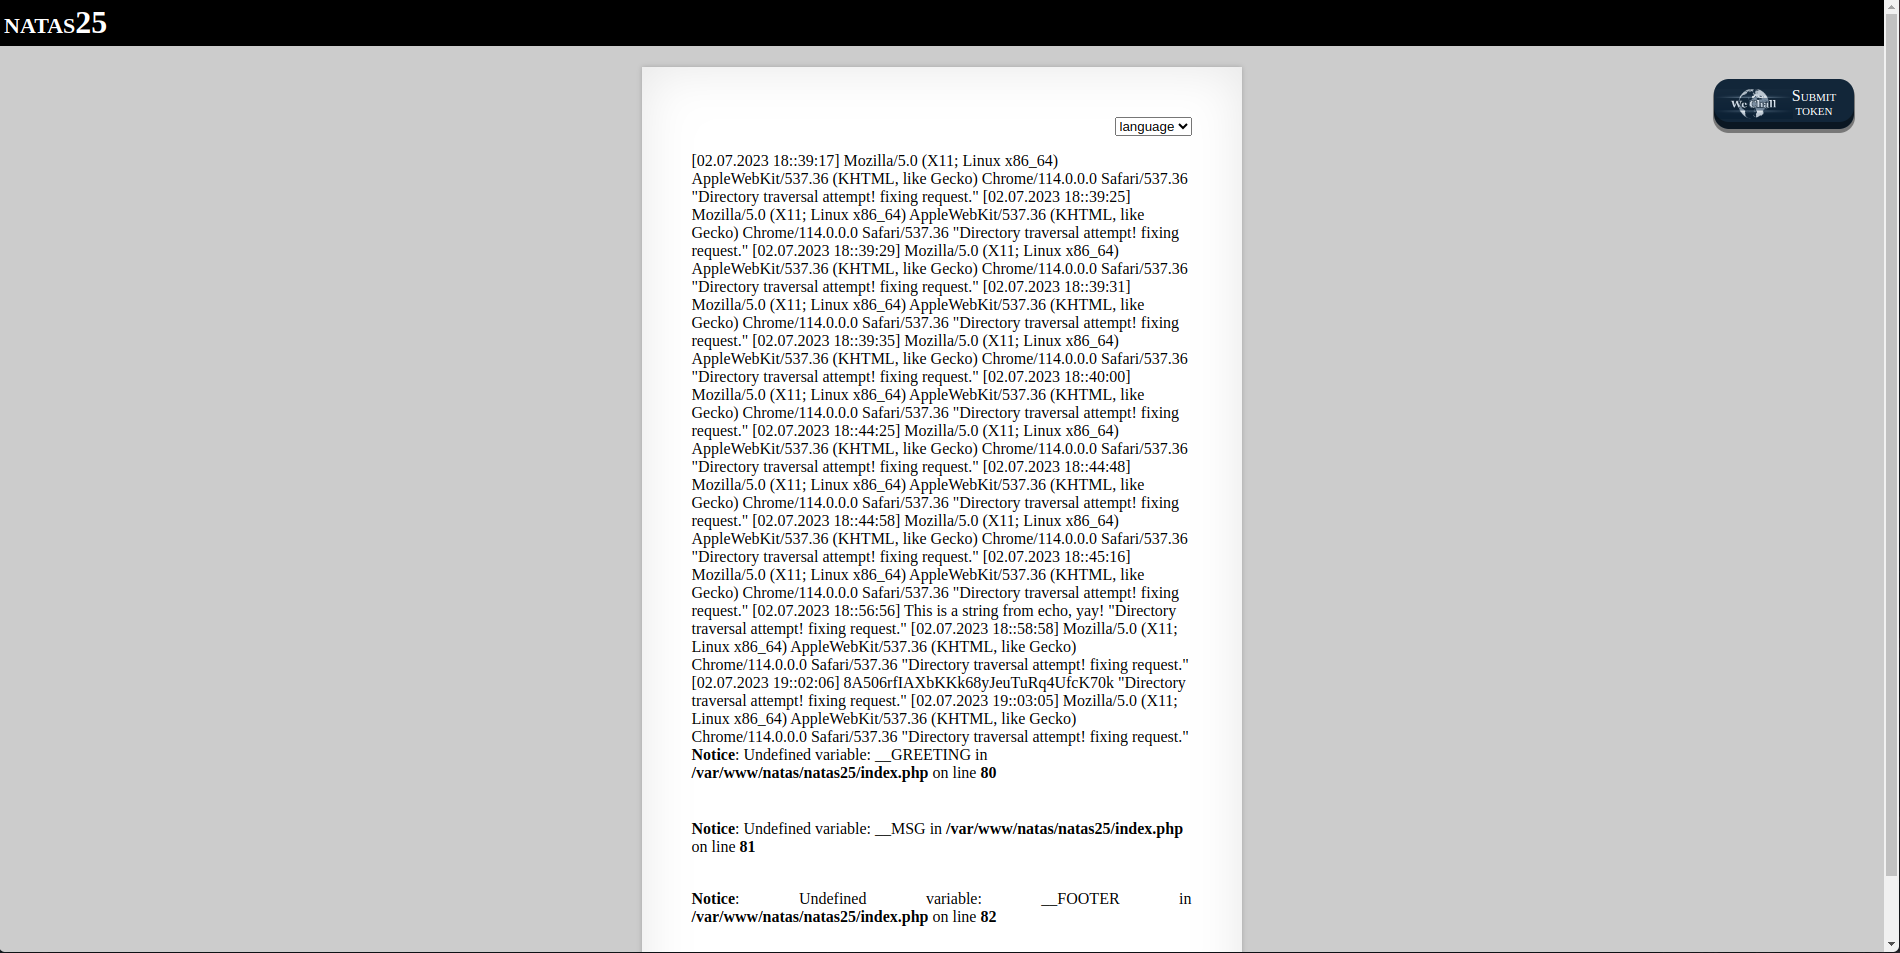 NATAS25
We Chall
SUBMIT
TOKEN
language
[02.07.2023 18::39:17] Mozilla/5.0 (X11; Linux x86_64)
AppleWebKit/537.36 (KHTML, like Gecko) Chrome/114.0.0.0 Safari/537.36
"Directory traversal attempt! fixing request." [02.07.2023 18::39:25]
Mozilla/5.0 (X11; Linux x86_64) AppleWebKit/537.36 (KHTML, like
Gecko) Chrome/114.0.0.0 Safari/537.36 "Directory traversal attempt! fixing
request." [02.07.2023 18::39:29] Mozilla/5.0 (X11; Linux x86_64)
AppleWebKit/537.36 (KHTML, like Gecko) Chrome/114.0.0.0 Safari/537.36
"Directory traversal attempt! fixing request." [02.07.2023 18::39:31]
Mozilla/5.0 (X11; Linux x86_64) AppleWebKit/537.36 (KHTML, like
Gecko) Chrome/114.0.0.0 Safari/537.36 "Directory traversal attempt! fixing
request." [02.07.2023 18::39:35] Mozilla/5.0 (X11; Linux x86_64)
AppleWebKit/537.36 (KHTML, like Gecko) Chrome/114.0.0.0 Safari/537.36
"Directory traversal attempt! fixing request." [02.07.2023 18::40:00]
Mozilla/5.0 (X11; Linux x86_64) AppleWebKit/537.36 (KHTML, like
Gecko) Chrome/114.0.0.0 Safari/537.36 "Directory traversal attempt! fixing
request." [02.07.2023 18::44:25] Mozilla/5.0 (X11; Linux x86_64)
AppleWebKit/537.36 (KHTML, like Gecko) Chrome/114.0.0.0 Safari/537.36
"Directory traversal attempt! fixing request." [02.07.2023 18::44:48]
Mozilla/5.0 (X11; Linux x86_64) AppleWebKit/537.36 (KHTML, like
Gecko) Chrome/114.0.0.0 Safari/537.36 "Directory traversal attempt! fixing
request." [02.07.2023 18::44:58] Mozilla/5.0 (X11; Linux x86_64)
AppleWebKit/537.36 (KHTML, like Gecko) Chrome/114.0.0.0 Safari/537.36
"Directory traversal attempt! fixing request." [02.07.2023 18::45:16]
Mozilla/5.0 (X11; Linux x86_64) AppleWebKit/537.36 (KHTML, like
Gecko) Chrome/114.0.0.0 Safari/537.36 "Directory traversal attempt! fixing
request." [02.07.2023 18::56:56] This is a string from echo, yay! "Directory
traversal attempt! fixing request." [02.07.2023 18::58:58] Mozilla/5.0 (X11;
Linux x86_64) AppleWebKit/537.36 (KHTML, like Gecko)
Chrome/114.0.0.0 Safari/537.36 "Directory traversal attempt! fixing request."
[02.07.2023 19::02:06] 8A506rfIAXbKKk68yJeuTuRq4UfcK70k "Directory
traversal attempt! fixing request." [02.07.2023 19::03:05] Mozilla/5.0 (X11;
Linux x86_64) AppleWebKit/537.36 (KHTML, like Gecko)
Chrome/114.0.0.0 Safari/537.36 "Directory traversal attempt! fixing request."
Notice: Undefined variable: __GREETING in
/var/www/natas/natas25/index.php on line 80
Notice: Undefined variable: __MSG in /var/www/natas/natas25/index.php
on line 81
Notice: Undefined variable: __FOOTER in
/var/www/natas/natas25/index.php on line 82